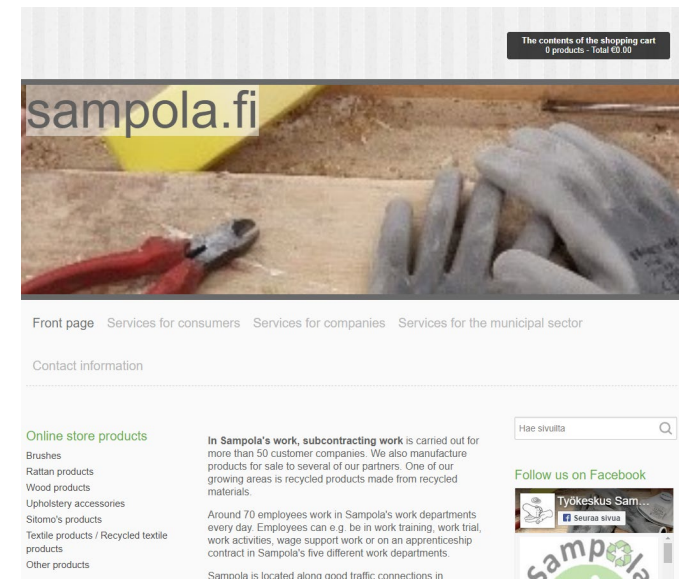 The contents of the shopping cart
0 products - Total €0.00
sampola.fi
Front page Services for consumers Services for companies Services for the municipal sector
Contact information
Online store products
Brushes
Rattan products
Wood products
Upholstery accessories
Sitomo's products
Textile products / Recycled textile
products
Other products
In Sampola's work, subcontracting work is carried out for
more than 50 customer companies. We also manufacture
products for sale to several of our partners. One of our
growing areas is recycled products made from recycled
materials.
Around 70 employees work in Sampola's work departments
every day. Employees can e.g. be in work training, work trial,
work activities, wage support work or on an apprenticeship
contract in Sampola's five different work departments.
Sampola is located along good traffic connections in
Hae sivuilta
Follow us on Facebook
Työkeskus Sam...
Seuraa sivua
sampola